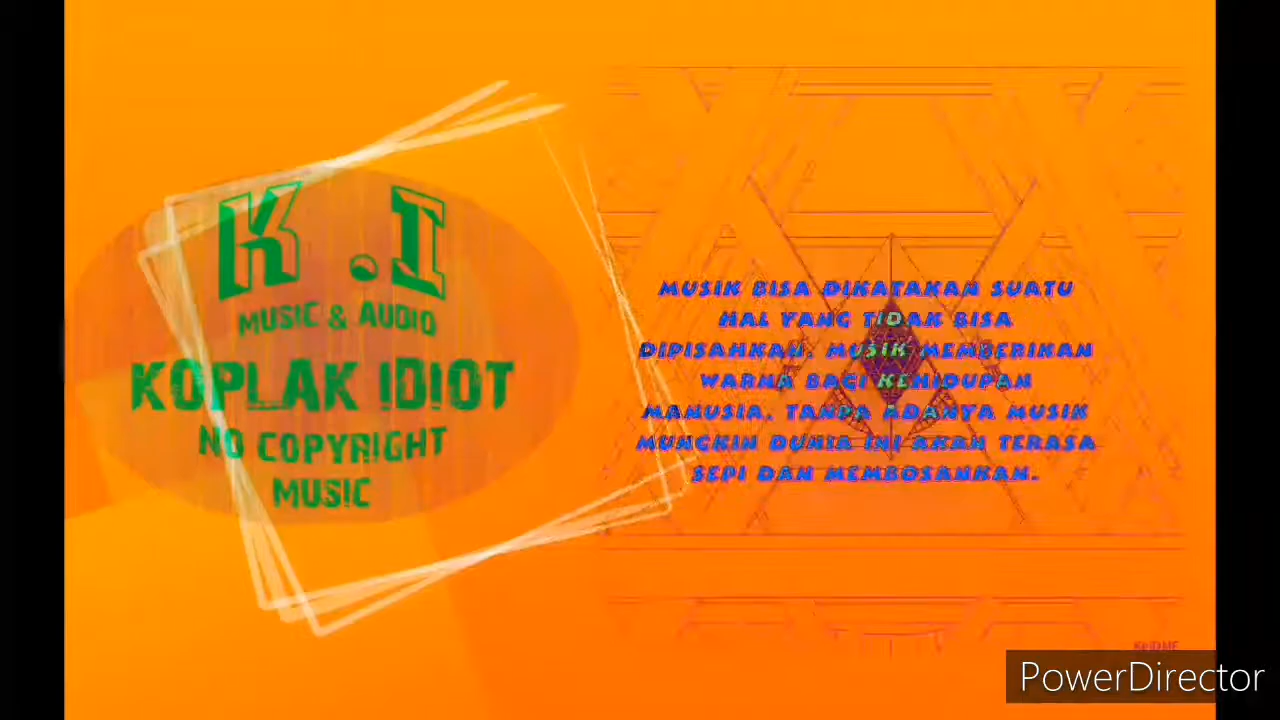 K.I
MUSIC & AUDIO
KOPLAK IDIOT
NO COPYRIGHT
MUSIC
MUSIK BISA DIKATAKAN SUATU
HAL YANG TIDAK BISA
DIPISAHKAN. MUSIK MEMBERIKAN
WARNA BAGI KEHIDUPAN
MANUSIA. TANPA ADANYA MUSIK
MUNGKIN DUNIA INI AKAN TERASA
SEPI DAN MEMBOSANKAN.
PowerDirector